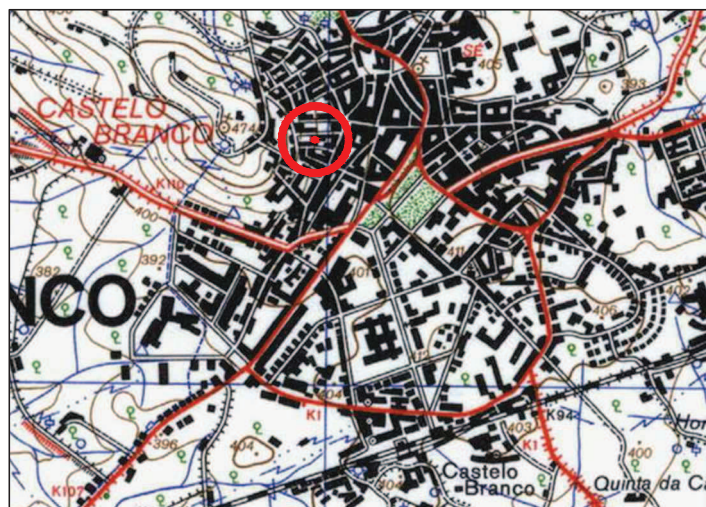 SÉ
405
393
CASTELO
BRANCO
474
K110
400
392
382
NCO
401
411
402
406
412
404
K1
396
404
403
K94
K1
400
Hor
Castelo
Branco
Quinta da Ca
K107